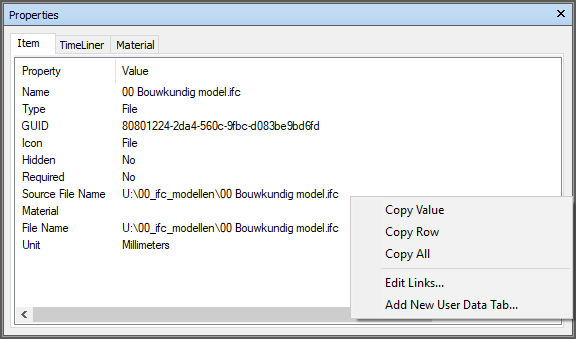 Properties
Item TimeLiner Material
Property Value
Name 00 Bouwkundig model.ifc
Type File
GUID 80801224-2da4-560c-9fbc-d083be9bd6fd
Icon File
Hidden No
Required No
Source File Name U:\00_ifc_modellen\00 Bouwkundig model.ifc
Material
File Name U:\00_ifc_modellen\00 Bouwkundig model.ifc
Unit Millimeters
Copy Value
Copy Row
Copy All
Edit Links...
Add New User Data Tab...